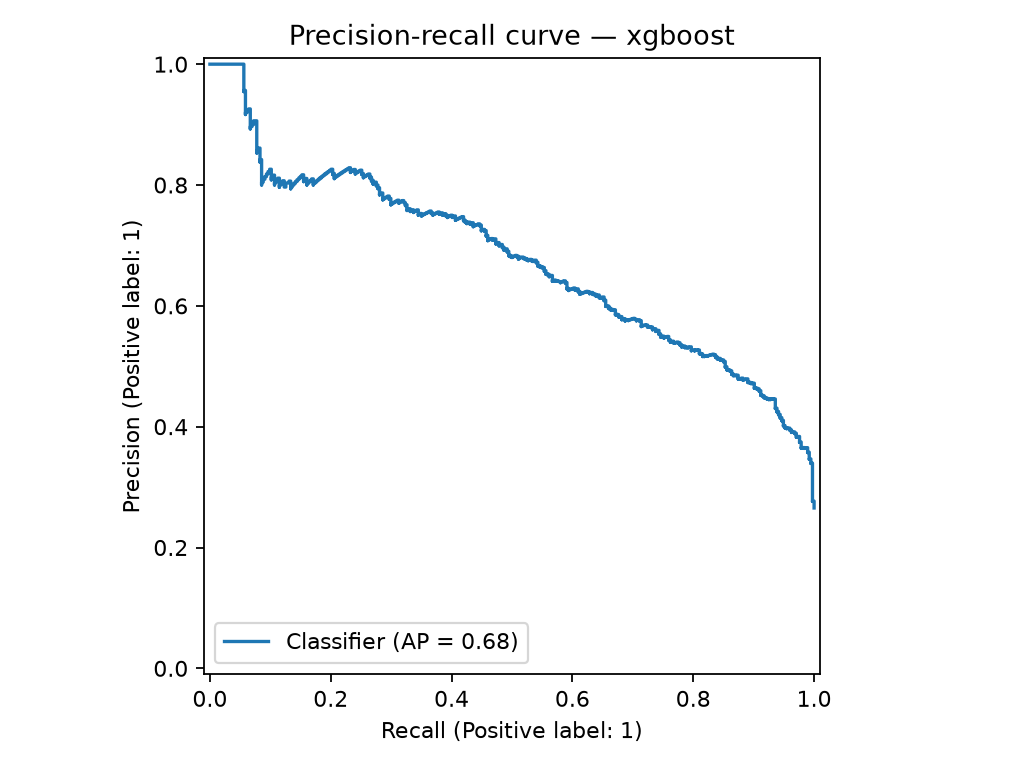 Precision-recall curve — xgboost
1.0
0.8
0.6
0.4
0.2
0.0
Precision (Positive label: 1)
Classifier (AP = 0.68)
0.0 0.2 0.4 0.6 0.8 1.0
Recall (Positive label: 1)